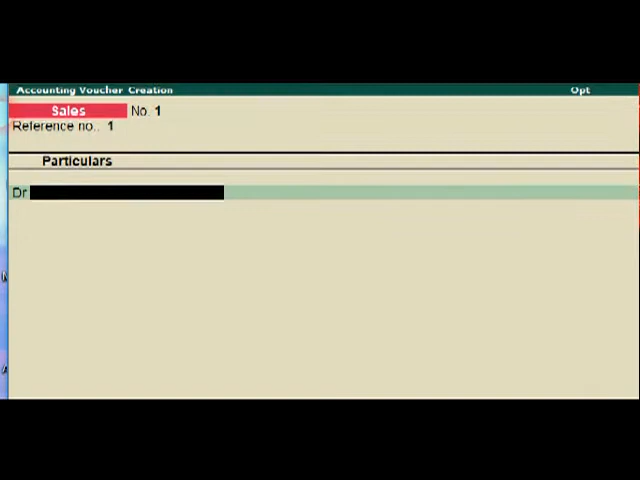 Accounting Voucher Creation Opt
Sales No. 1
Reference no.. 1
Particulars
Dr